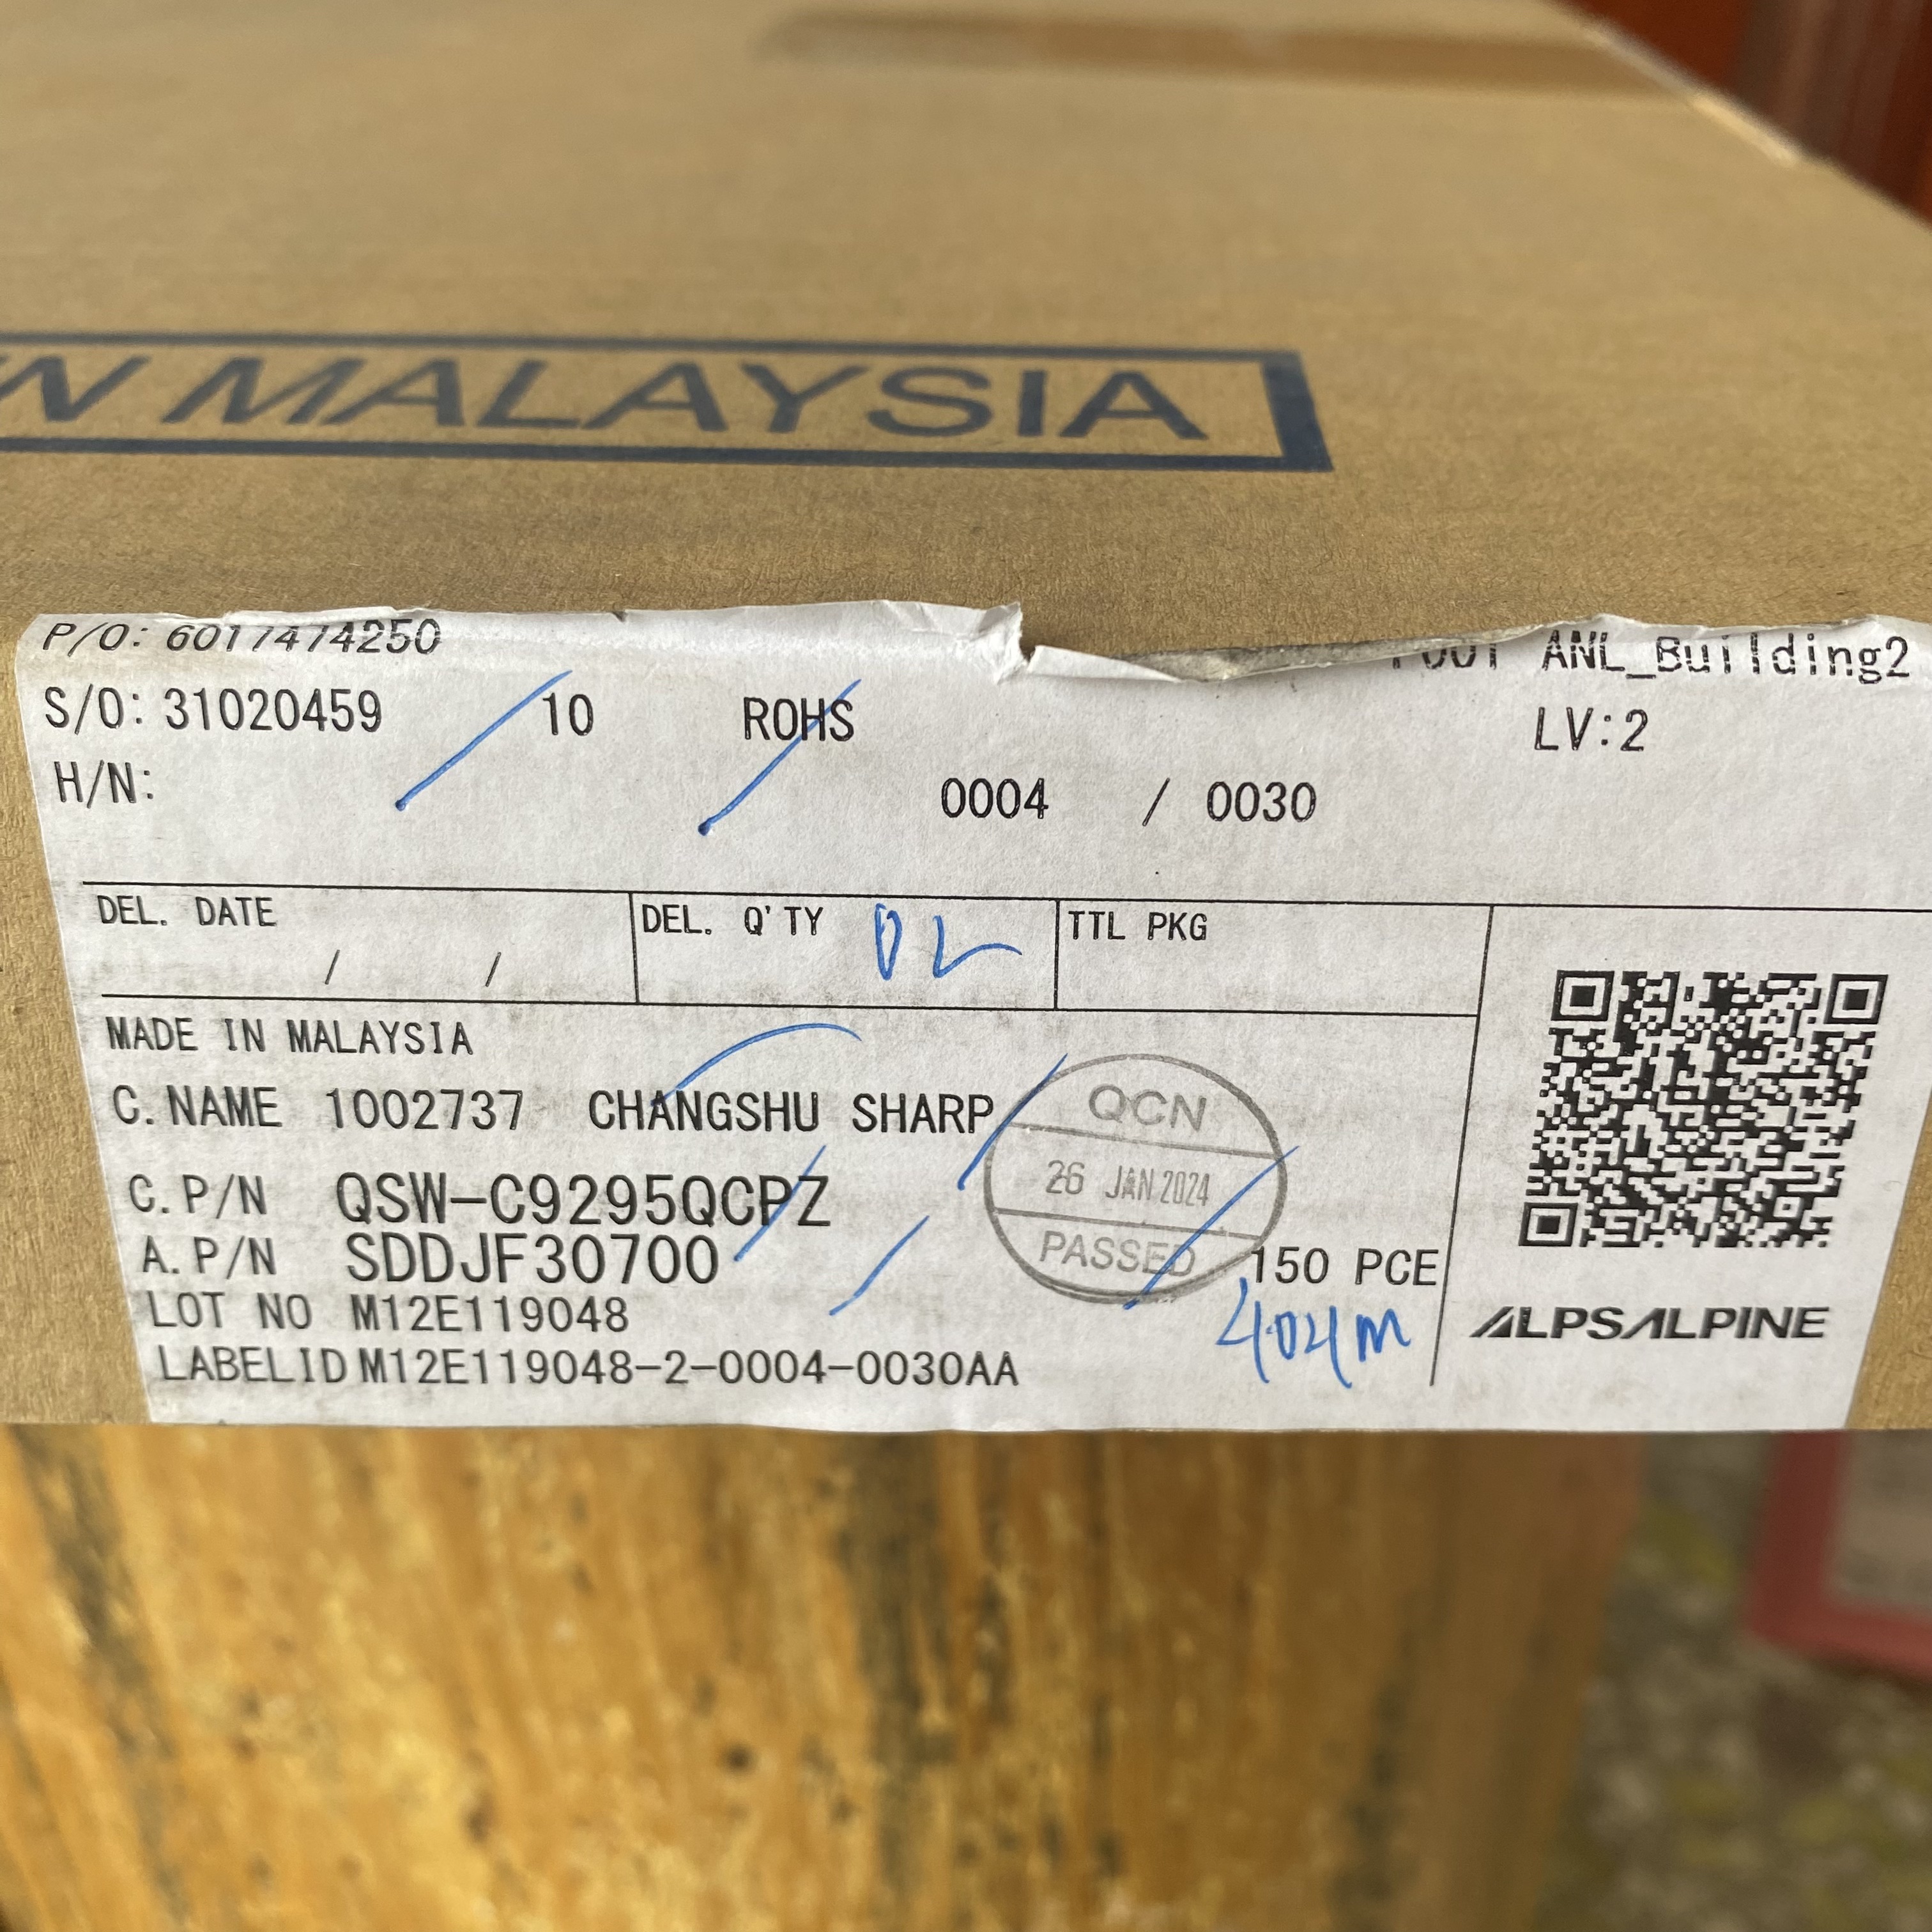 W MALAYSIA
P/O: 6017474250
ANL_Building2
S/O: 31020459 10 ROHS LV:2
H/N: 0004 / 0030
DEL. DATE DEL. Q'TY TTL PKG
/ /
MADE IN MALAYSIA
C. NAME 1002737 CHANGSHU SHARP
QCN
26 JAN 2024
PASSED
C. P/N QSW-C9295QCPZ
A. P/N SDDJF30700 150 PCE
LOT NO M12E119048
LABELID M12E119048-2-0004-0030AA
ALPSALPINE